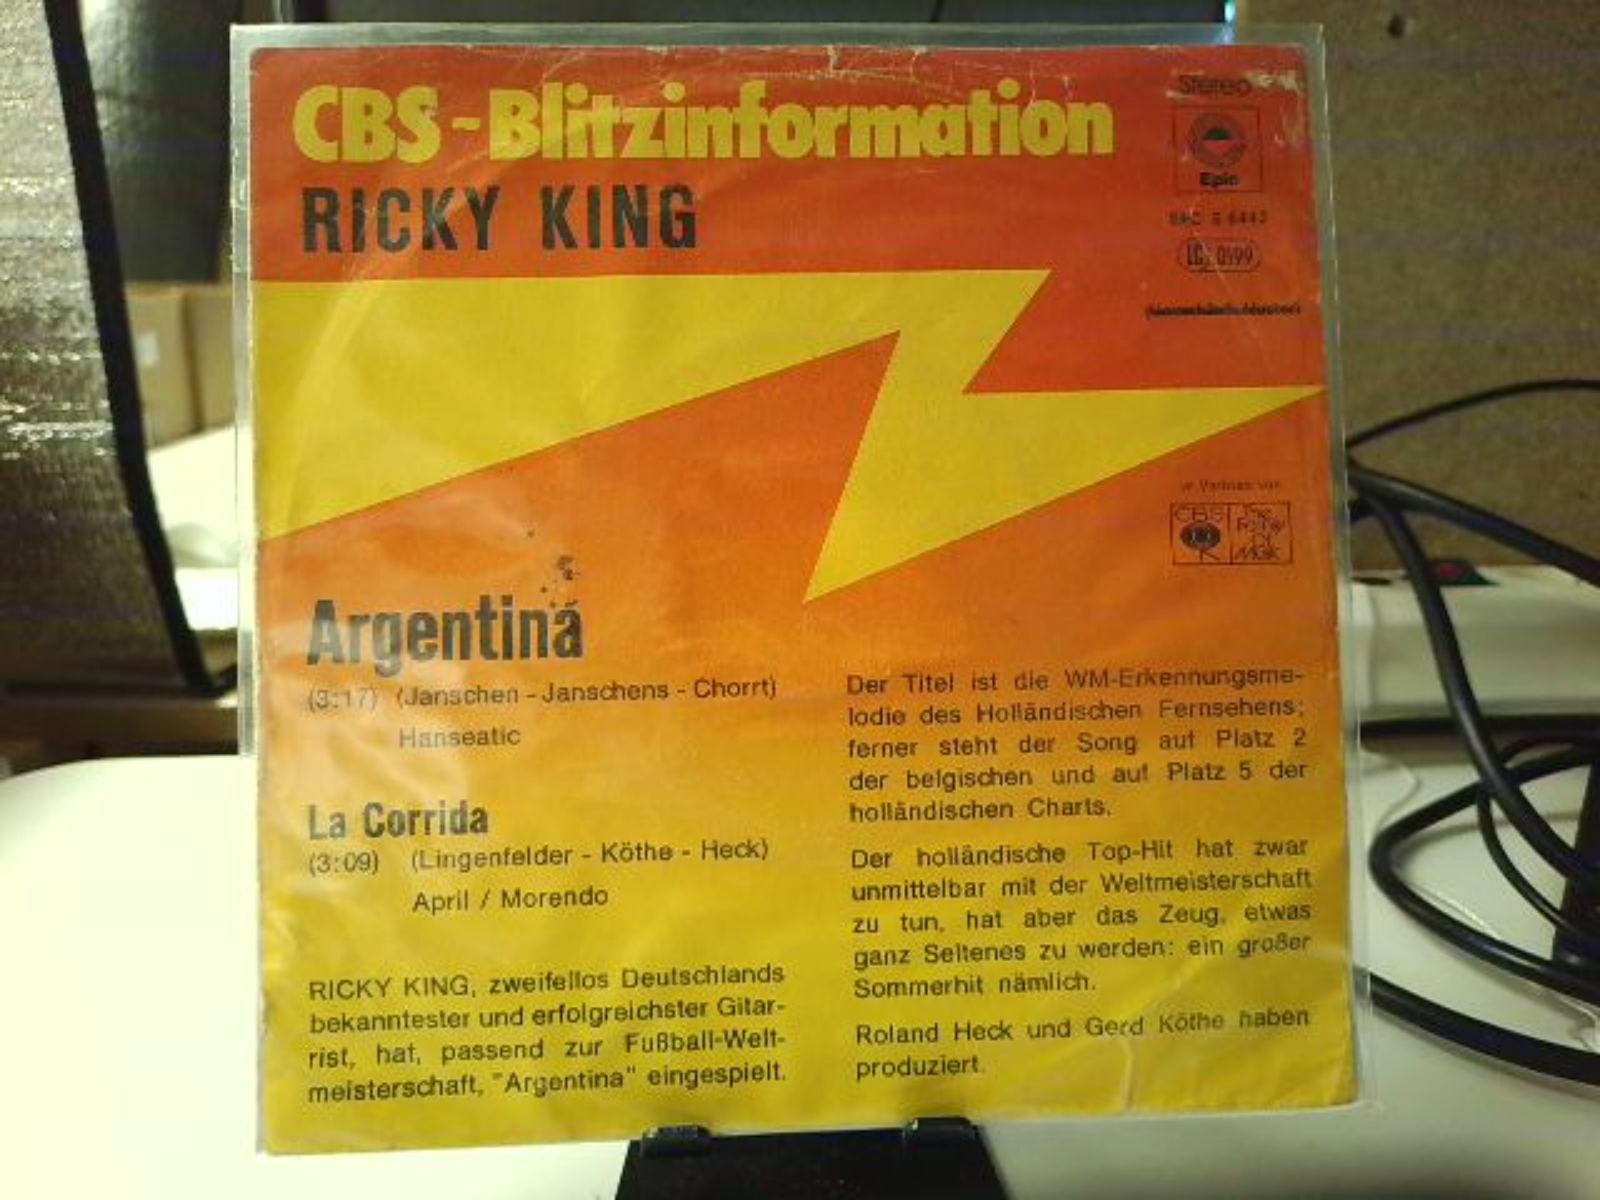 CBS-Blitzinformation
RICKY KING
Stereo
Epic
EPC S 6442
LC 0199
in Vertrieb von
CBS
Argentina
(3:17) (Janschen - Janschens - Chorrt)
Hanseatic
La Corrida
(3:09) (Lingenfelder - Köthe - Heck)
April / Morendo
RICKY KING, zweifellos Deutschlands
bekanntester und erfolgreichster Gitar-
rist, hat, passend zur Fußball-Welt-
meisterschaft, "Argentina" eingespielt.
Der Titel ist die WM-Erkennungsme-
lodie des Holländischen Fernsehens;
ferner steht der Song auf Platz 2
der belgischen und auf Platz 5 der
holländischen Charts.
Der holländische Top-Hit hat zwar
unmittelbar mit der Weltmeisterschaft
zu tun, hat aber das Zeug, etwas
ganz Seltenes zu werden: ein großer
Sommerhit nämlich.
Roland Heck und Gerd Köthe haben
produziert.